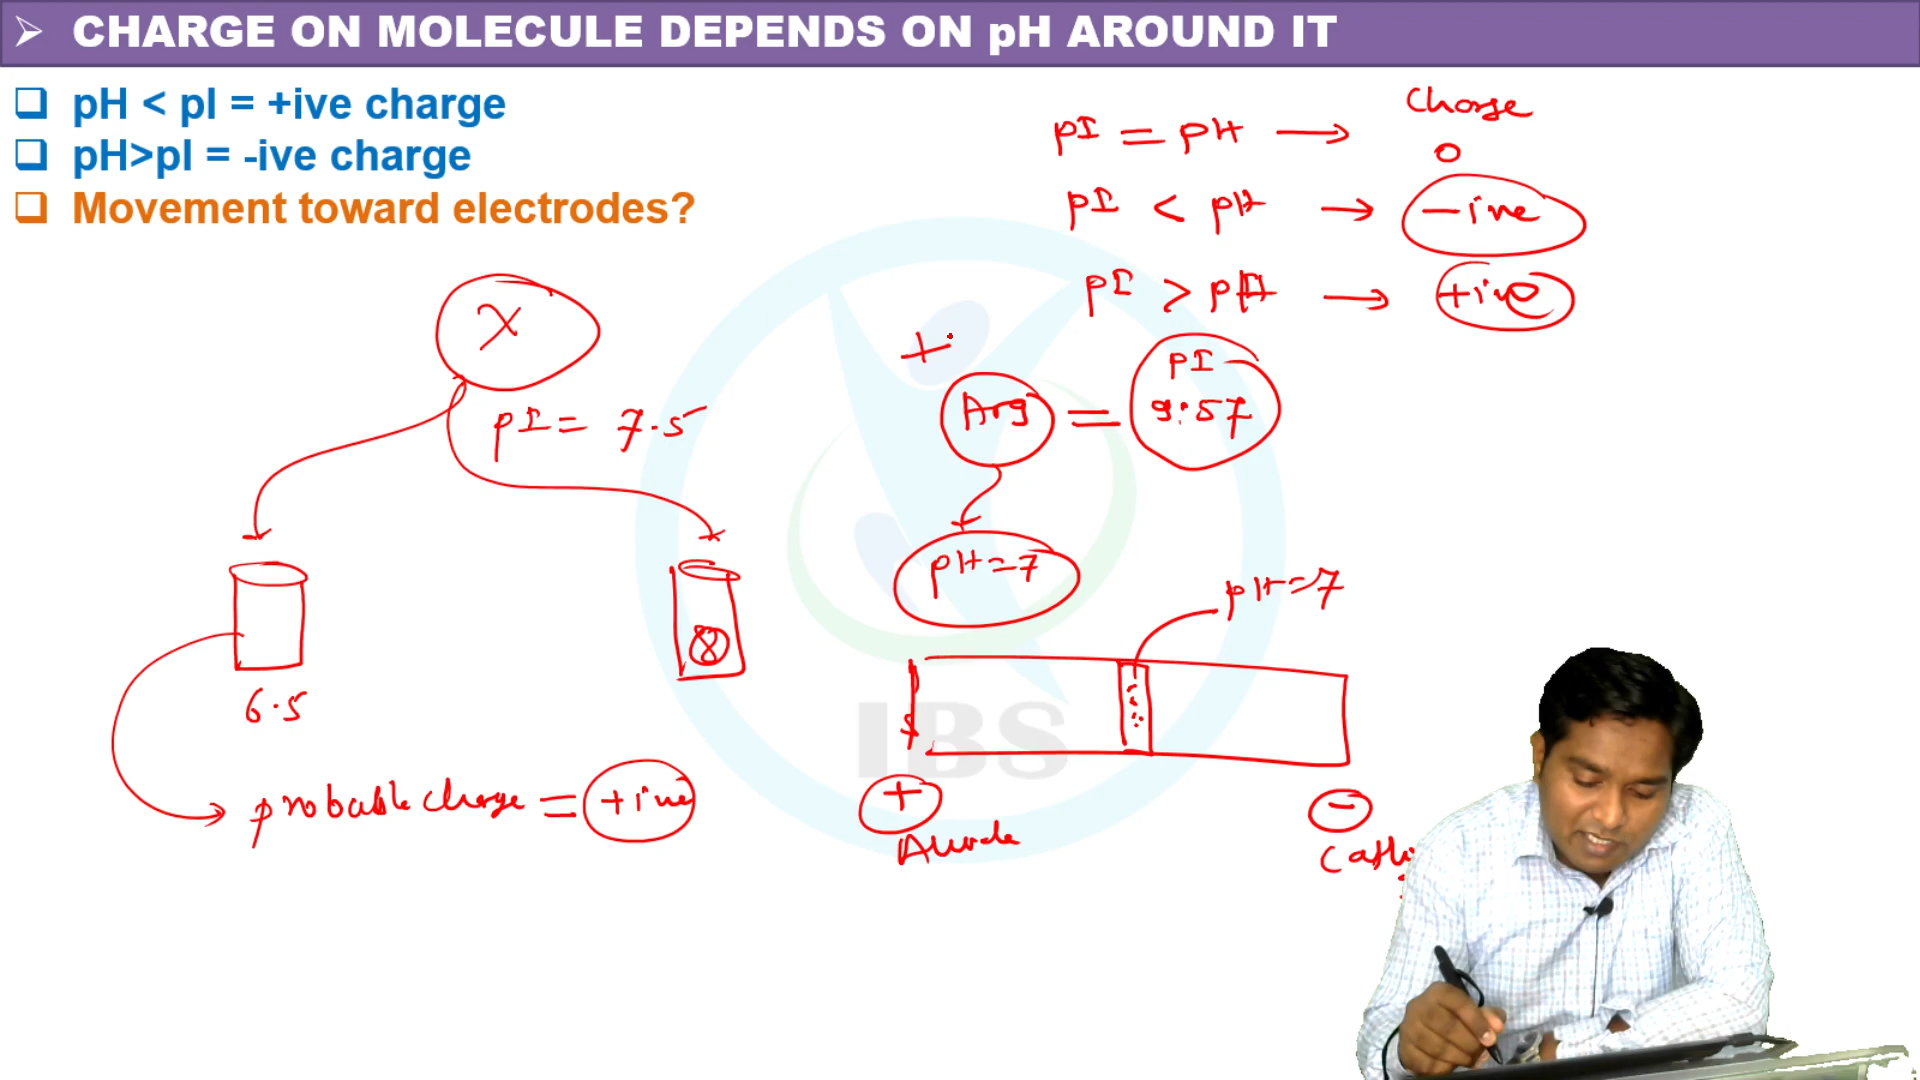 CHARGE ON MOLECULE DEPENDS ON pH AROUND IT
pH < pI = +ive charge
pH>pI = -ive charge
Movement toward electrodes?
Charge
pI = pH → 0
pI < pH → -ive
pI > pH → +ive
X
pI = 7.5
6.5
8
probable charge = +ive
+
Arg = pI 9.57
pH=7
pH=7
IBS
+
Anode
-